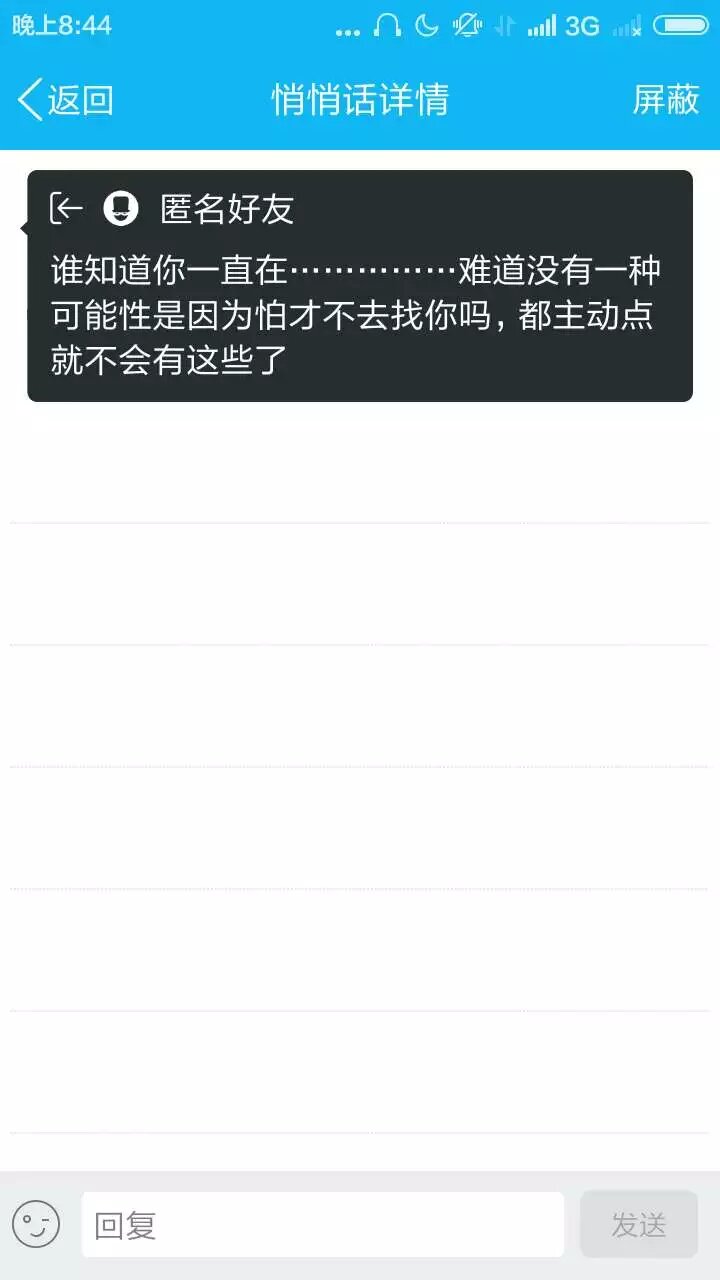 晚上8:44
... 3G
返回 悄悄话详情 屏蔽
匿名好友
谁知道你一直在……………难道没有一种
可能性是因为怕才不去找你吗，都主动点
就不会有这些了
回复 发送